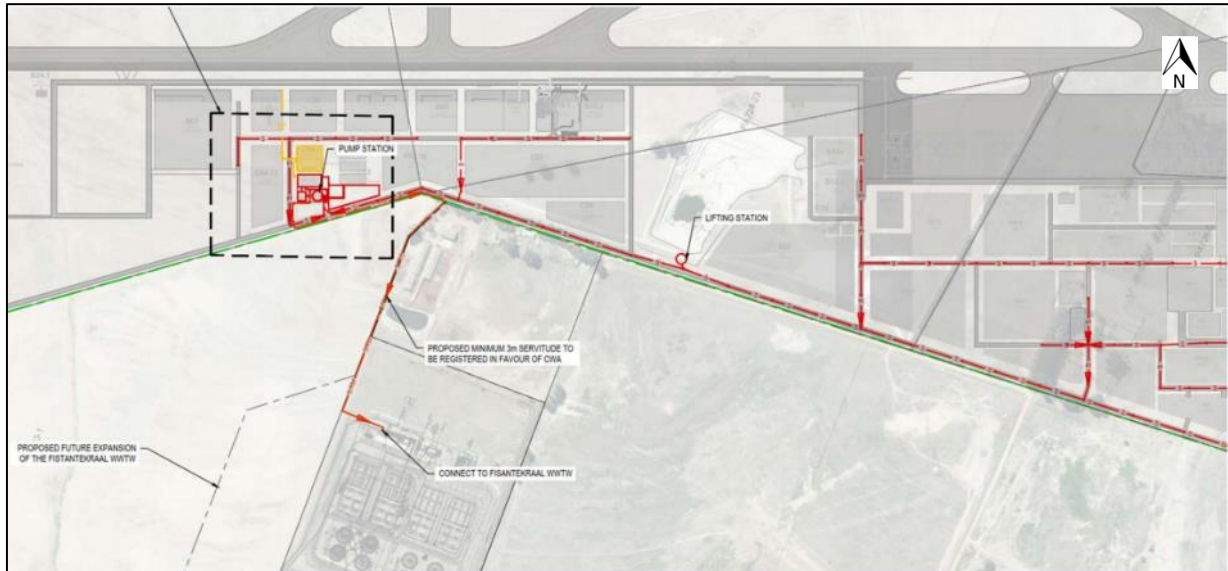 N
PUMP STATION
LIFTING STATION
PROPOSED MINIMUM 3m SERVITUDE TO
BE REGISTERED IN FAVOUR OF CWA
PROPOSED FUTURE EXPANSION
OF THE FISTANTEKRAAL WWTW
CONNECT TO FISANTEKRAAL WWTW